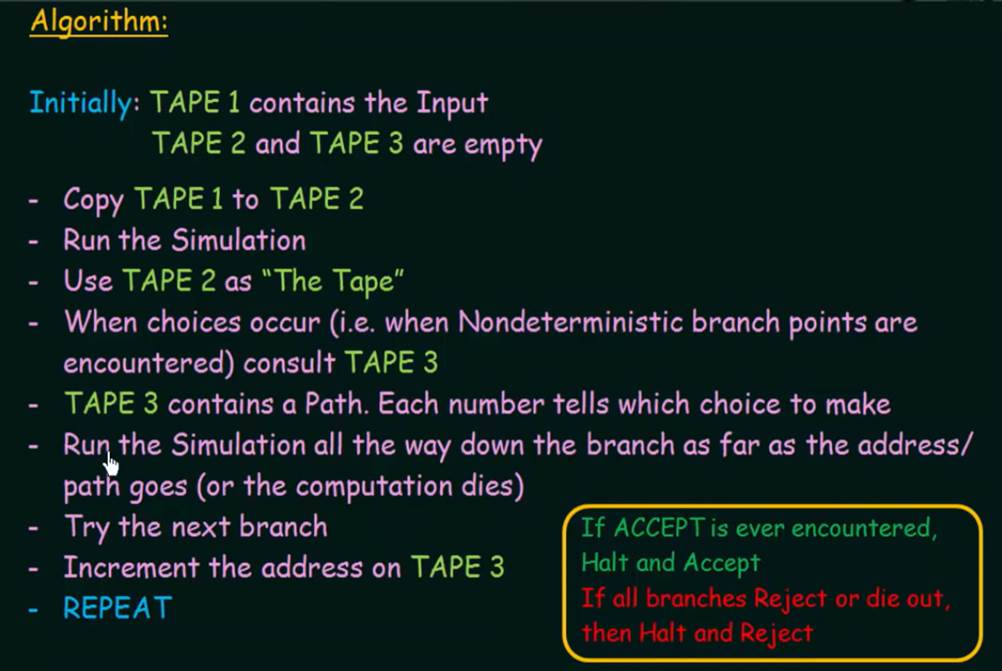 Algorithm:
Initially: TAPE 1 contains the Input
TAPE 2 and TAPE 3 are empty
- Copy TAPE 1 to TAPE 2
- Run the Simulation
- Use TAPE 2 as “The Tape”
- When choices occur (i.e. when Nondeterministic branch points are
encountered) consult TAPE 3
- TAPE 3 contains a Path. Each number tells which choice to make
- Run the Simulation all the way down the branch as far as the address/
path goes (or the computation dies)
- Try the next branch
- Increment the address on TAPE 3
- REPEAT
If ACCEPT is ever encountered,
Halt and Accept
If all branches Reject or die out,
then Halt and Reject